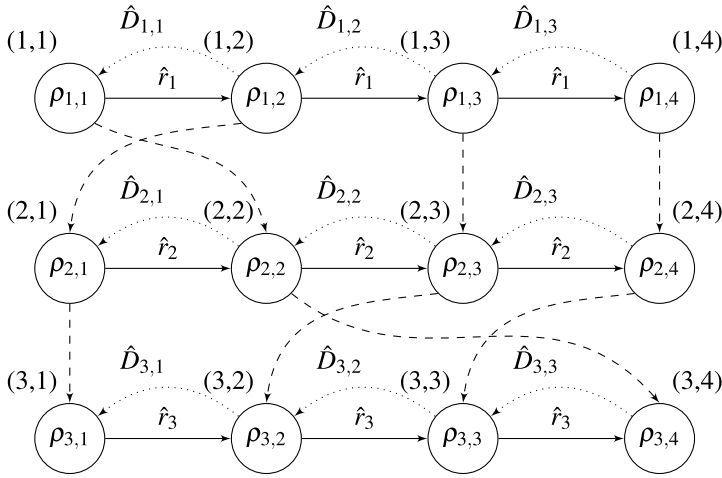 D̂₁,₁ D̂₁,₂ D̂₁,₃
(1,1) (1,2) (1,3) (1,4)
r̂₁ r̂₁ r̂₁
ρ₁,₁ ρ₁,₂ ρ₁,₃ ρ₁,₄
D̂₂,₁ D̂₂,₂ D̂₂,₃
(2,1) (2,2) (2,3) (2,4)
r̂₂ r̂₂ r̂₂
ρ₂,₁ ρ₂,₂ ρ₂,₃ ρ₂,₄
D̂₃,₁ D̂₃,₂ D̂₃,₃
(3,1) (3,2) (3,3) (3,4)
r̂₃ r̂₃ r̂₃
ρ₃,₁ ρ₃,₂ ρ₃,₃ ρ₃,₄